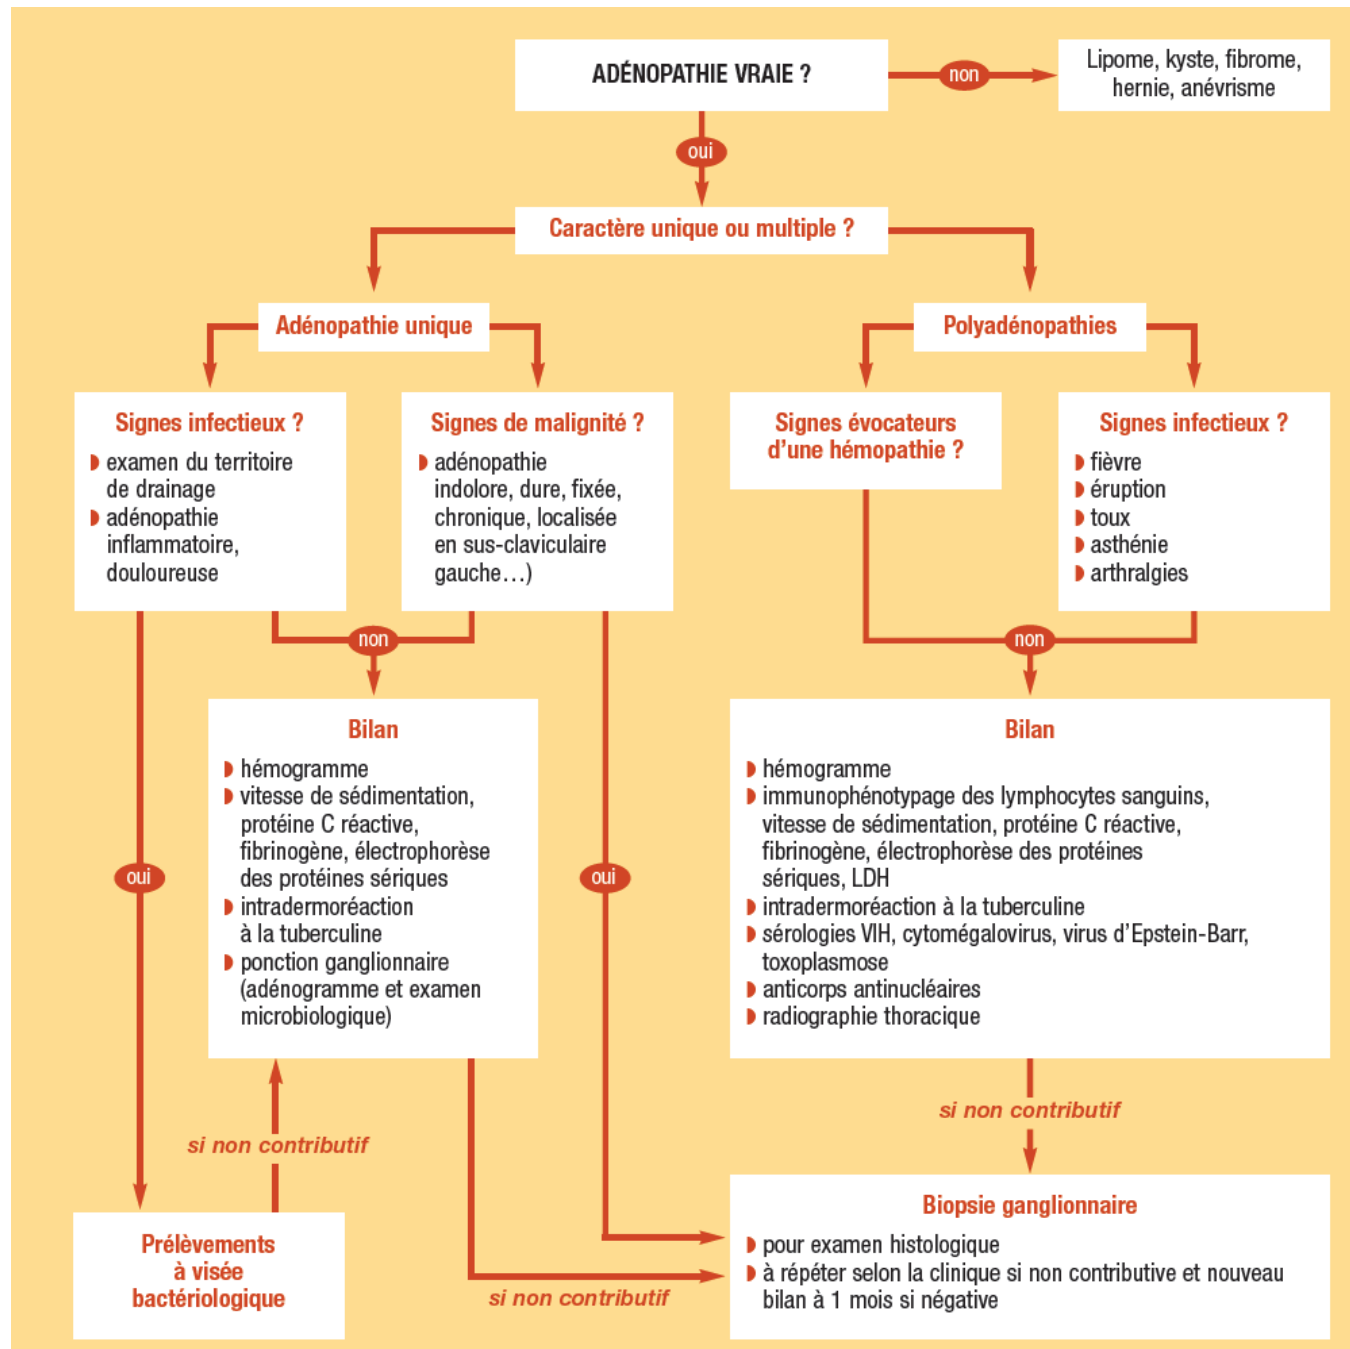 ADÉNOPATHIE VRAIE ?
non
Lipome, kyste, fibrome,
hernie, anévrisme
oui
Caractère unique ou multiple ?
Adénopathie unique
Polyadénopathies
Signes infectieux ?
examen du territoire
de drainage
adénopathie
inflammatoire,
douloureuse
Signes de malignité ?
adénopathie
indolore, dure, fixée,
chronique, localisée
en sus-claviculaire
gauche…)
Signes évocateurs
d’une hémopathie ?
Signes infectieux ?
fièvre
éruption
toux
asthénie
arthralgies
non
non
Bilan
hémogramme
vitesse de sédimentation,
protéine C réactive,
fibrinogène, électrophorèse
des protéines sériques
intradermoréaction
à la tuberculine
ponction ganglionnaire
(adénogramme et examen
microbiologique)
Bilan
hémogramme
immunophénotypage des lymphocytes sanguins,
vitesse de sédimentation, protéine C réactive,
fibrinogène, électrophorèse des protéines
sériques, LDH
intradermoréaction à la tuberculine
sérologies VIH, cytomégalovirus, virus d’Epstein-Barr,
toxoplasmose
anticorps antinucléaires
radiographie thoracique
oui
oui
si non contributif
si non contributif
Prélèvements
à visée
bactériologique
si non contributif
Biopsie ganglionnaire
pour examen histologique
à répéter selon la clinique si non contributive et nouveau
bilan à 1 mois si négative